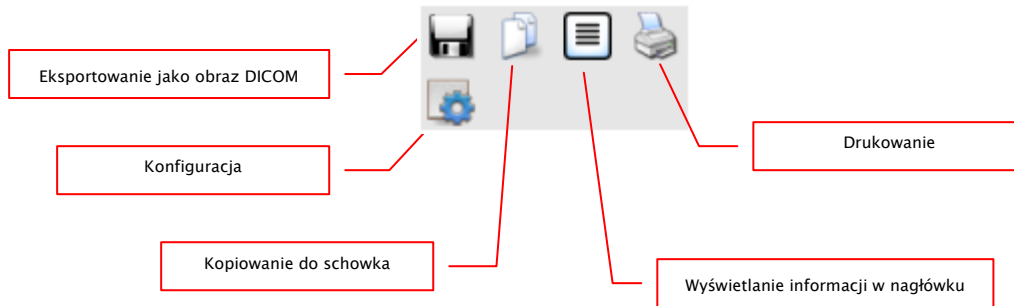 Eksportowanie jako obraz DICOM
Drukowanie
Konfiguracja
Kopiowanie do schowka
Wyświetlanie informacji w nagłówku